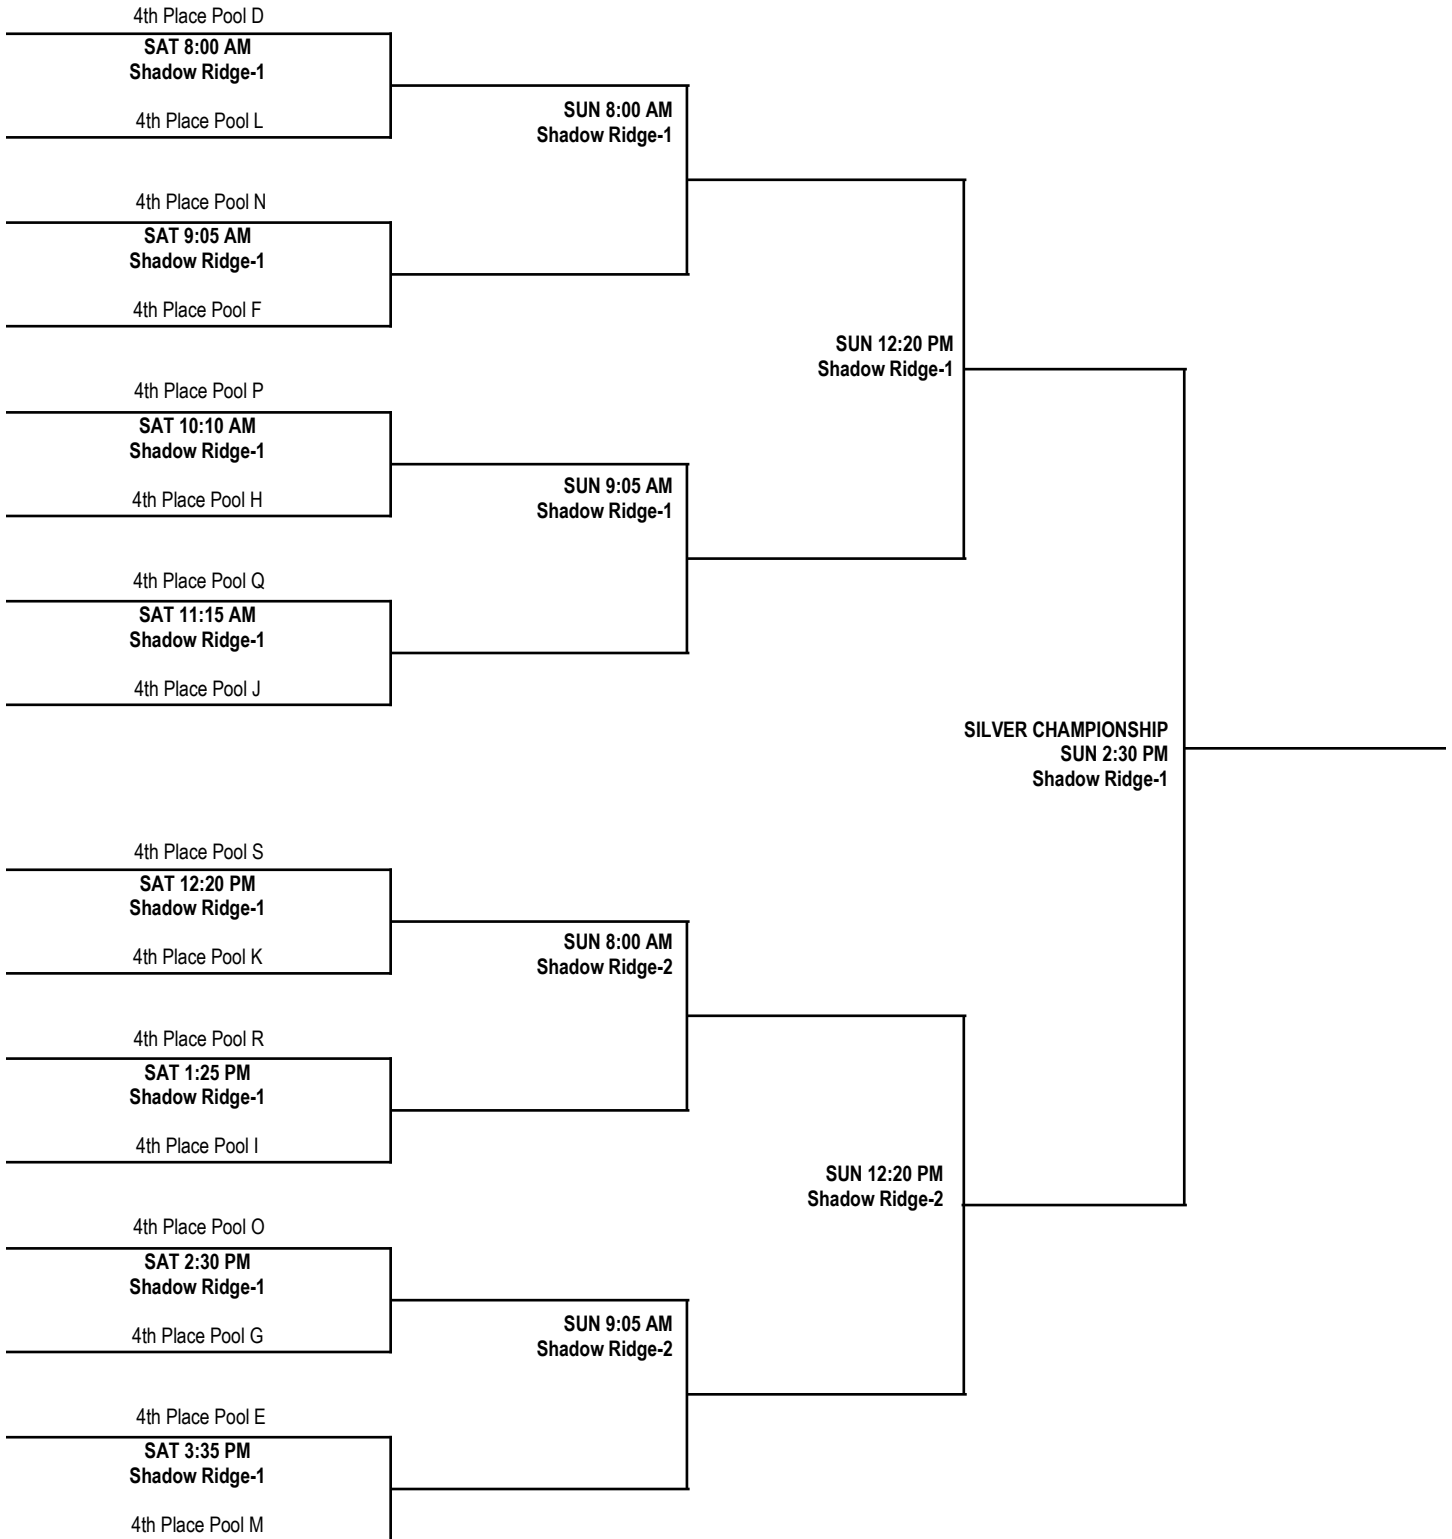 4th Place Pool D
SAT 8:00 AM
Shadow Ridge-1
4th Place Pool L
4th Place Pool N
SAT 9:05 AM
Shadow Ridge-1
4th Place Pool F
4th Place Pool P
SAT 10:10 AM
Shadow Ridge-1
4th Place Pool H
4th Place Pool Q
SAT 11:15 AM
Shadow Ridge-1
4th Place Pool J
4th Place Pool S
SAT 12:20 PM
Shadow Ridge-1
4th Place Pool K
4th Place Pool R
SAT 1:25 PM
Shadow Ridge-1
4th Place Pool I
4th Place Pool O
SAT 2:30 PM
Shadow Ridge-1
4th Place Pool G
4th Place Pool E
SAT 3:35 PM
Shadow Ridge-1
4th Place Pool M
SUN 8:00 AM
Shadow Ridge-1
SUN 9:05 AM
Shadow Ridge-1
SUN 8:00 AM
Shadow Ridge-2
SUN 9:05 AM
Shadow Ridge-2
SUN 12:20 PM
Shadow Ridge-1
SUN 12:20 PM
Shadow Ridge-2
SILVER CHAMPIONSHIP
SUN 2:30 PM
Shadow Ridge-1